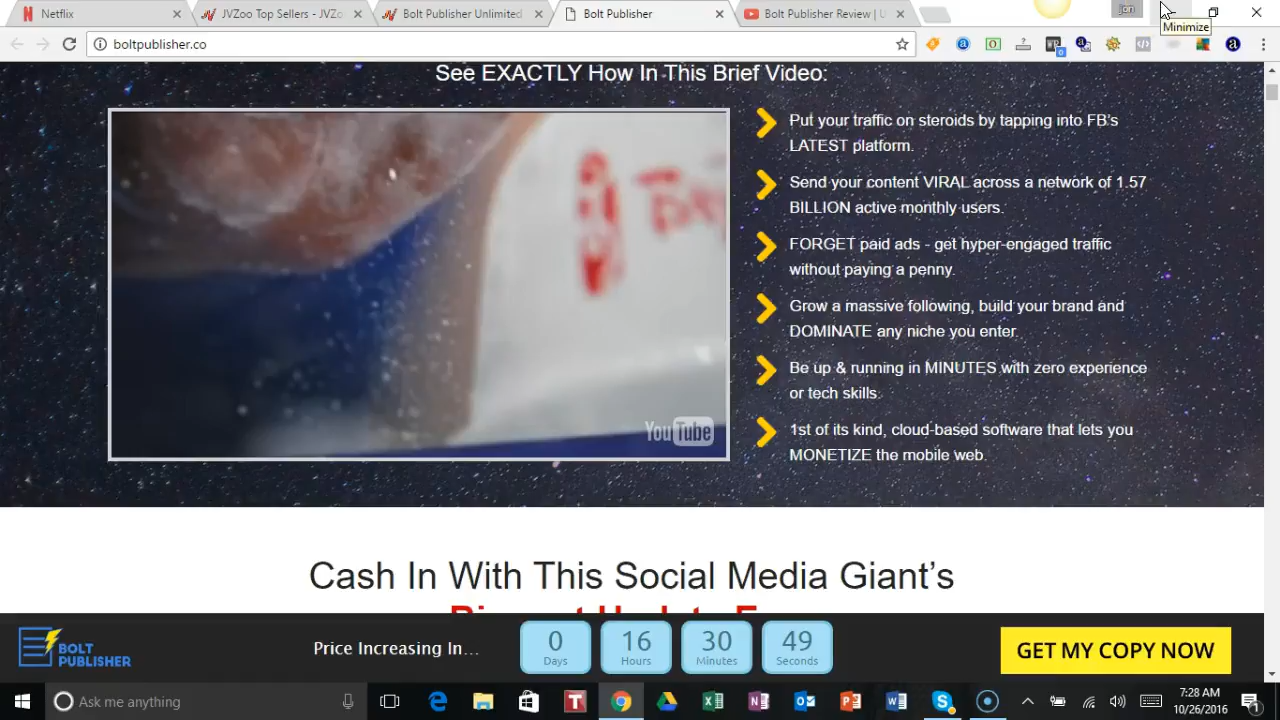 Netflix
JVZoo Top Sellers - JVZo
Bolt Publisher Unlimited
Bolt Publisher
Bolt Publisher Review | U
jon
Minimize
boltpublisher.co
See EXACTLY How In This Brief Video:
YouTube
Put your traffic on steroids by tapping into FB's
LATEST platform.
Send your content VIRAL across a network of 1.57
BILLION active monthly users.
FORGET paid ads - get hyper-engaged traffic
without paying a penny.
Grow a massive following, build your brand and
DOMINATE any niche you enter.
Be up & running in MINUTES with zero experience
or tech skills.
1st of its kind, cloud-based software that lets you
MONETIZE the mobile web.
Cash In With This Social Media Giant's
BOLT
PUBLISHER
Price Increasing In...
0
Days
16
Hours
30
Minutes
49
Seconds
GET MY COPY NOW
Ask me anything
7:28 AM
10/26/2016